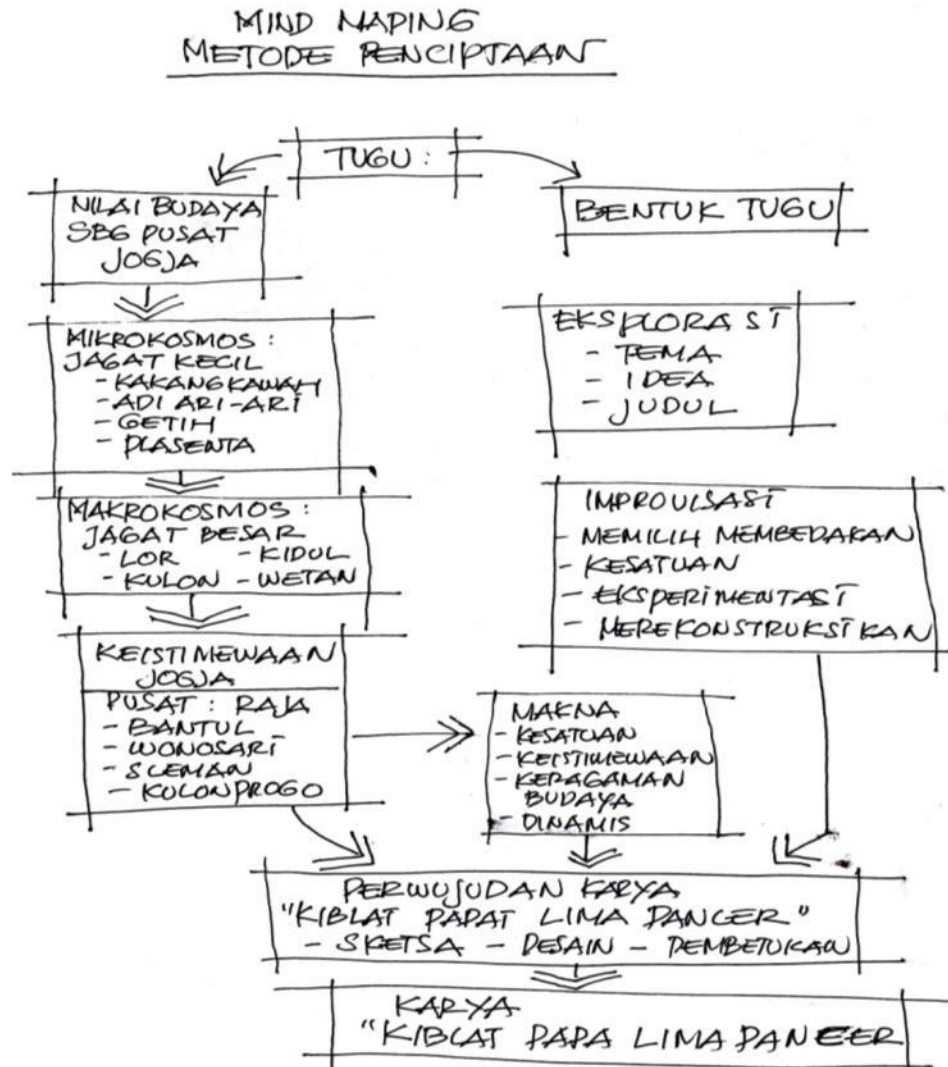 MIND MAPING
METODE PENCIPTAAN
TUGU :
NILAI BUDAYA
SBG PUSAT
JOGJA
BENTUK TUGU
MIKROKOSMOS :
JAGAT KECIL
- KAKANGKAWAH
- ADI ARI-ARI
- GETIH
- PLASENTA
EKSPLORASI
- TEMA
- IDEA
- JUDUL
MAKROKOSMOS :
JAGAT BESAR
- LOR - KIDUL
- KULON - WETAN
IMPROVISASI
- MEMILIH MEMBEDAKAN
- KESATUAN
- EKSPERIMENTASI
- MEREKONSTRUKSIKAN
KEISTIMEWAAN
JOGJA
PUSAT : RAJA
- BANTUL
- WONOSARI
- SLEMAN
- KULONPROGO
MAKNA
- KESATUAN
- KEISTIMEWAAN
- KERAGAMAN
BUDAYA
- DINAMIS
PERWUJUDAN KARYA
"KIBLAT PAPAT LIMA PANCER"
- SKETSA - DESAIN - PEMBETUKAN
KARYA
"KIBLAT PAPA LIMA PANCER